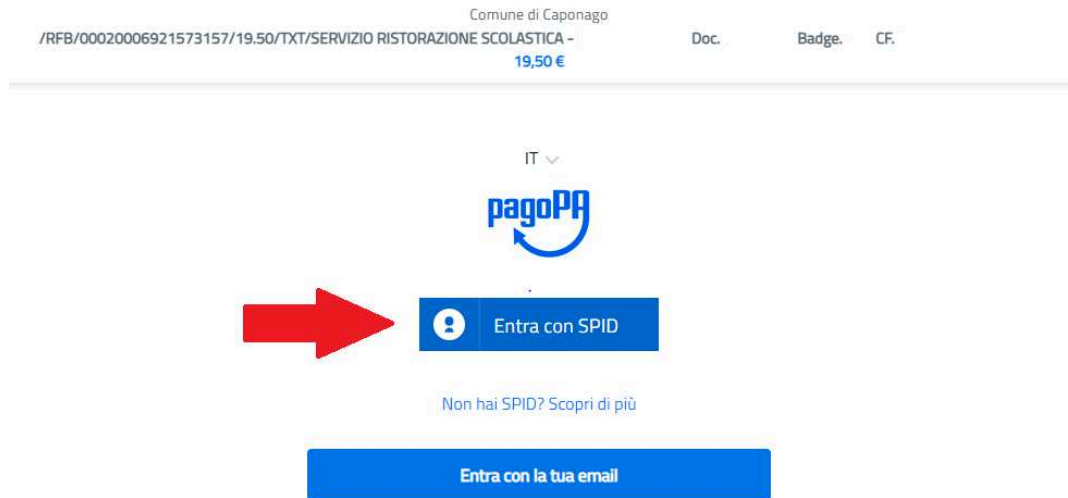 Comune di Caponago
/RFB/00020006921573157/19.50/TXT/SERVIZIO RISTORAZIONE SCOLASTICA - Doc. Badge. CF.
19,50 €
IT
pagoPA
Entra con SPID
Non hai SPID? Scopri di più
Entra con la tua email